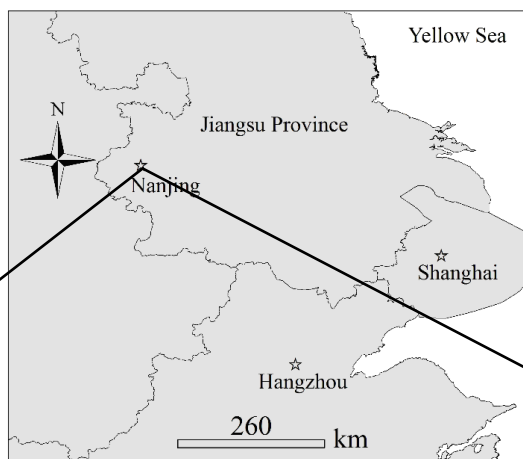 Yellow Sea
N
Jiangsu Province
Nanjing
Shanghai
Hangzhou
260
km